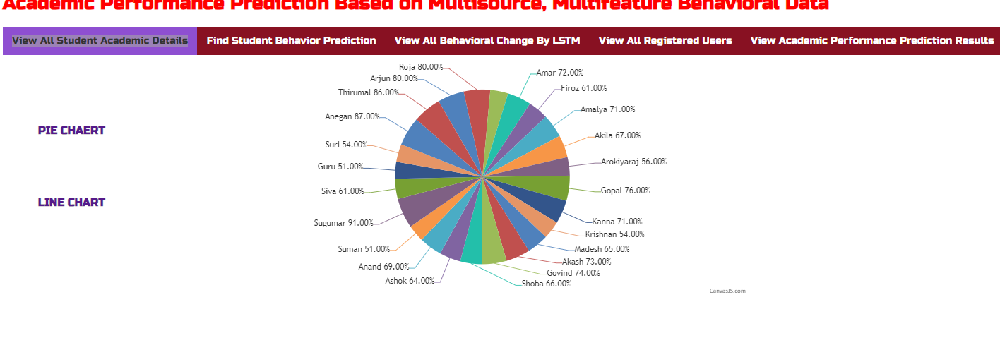 Academic Performance Prediction Based on Multisource, Multifeature Behavioral Data
View All Student Academic Details
Find Student Behavior Prediction
View All Behavioral Change By LSTM
View All Registered Users
View Academic Performance Prediction Results
PIE CHAERT
LINE CHART
Roja 80.00%
Arjun 80.00%
Thirumal 86.00%
Anegan 87.00%
Suri 54.00%
Guru 51.00%
Siva 61.00%
Sugumar 91.00%
Suman 51.00%
Anand 69.00%
Ashok 64.00%
Amar 72.00%
Firoz 61.00%
Amalya 71.00%
Akila 67.00%
Arokiyaraj 56.00%
Gopal 76.00%
Kanna 71.00%
Krishnan 54.00%
Madesh 65.00%
Akash 73.00%
Govind 74.00%
Shoba 66.00%
CanvasJS.com